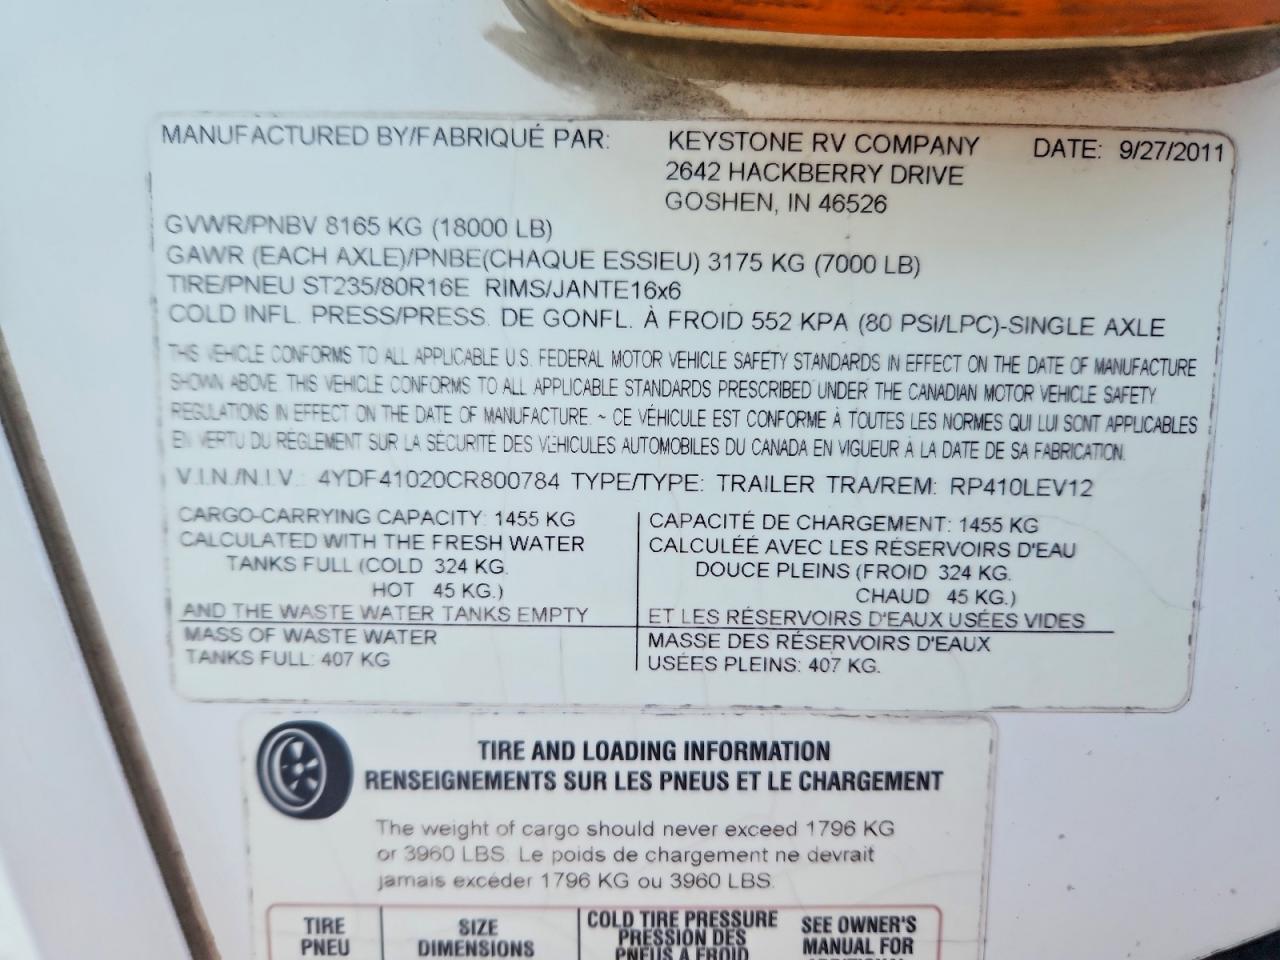 MANUFACTURED BY/FABRIQUÉ PAR: KEYSTONE RV COMPANY DATE: 9/27/2011
2642 HACKBERRY DRIVE
GOSHEN, IN 46526
GVWR/PNBV 8165 KG (18000 LB)
GAWR (EACH AXLE)/PNBE(CHAQUE ESSIEU) 3175 KG (7000 LB)
TIRE/PNEU ST235/80R16E RIMS/JANTE16x6
COLD INFL. PRESS/PRESS. DE GONFL. À FROID 552 KPA (80 PSI/LPC)-SINGLE AXLE
THIS VEHICLE CONFORMS TO ALL APPLICABLE U.S. FEDERAL MOTOR VEHICLE SAFETY STANDARDS IN EFFECT ON THE DATE OF MANUFACTURE
SHOWN ABOVE. THIS VEHICLE CONFORMS TO ALL APPLICABLE STANDARDS PRESCRIBED UNDER THE CANADIAN MOTOR VEHICLE SAFETY
REGULATIONS IN EFFECT ON THE DATE OF MANUFACTURE. ~ CE VÉHICULE EST CONFORME À TOUTES LES NORMES QUI LUI SONT APPLICABLES
EN VERTU DU RÈGLEMENT SUR LA SÉCURITÉ DES VÉHICULES AUTOMOBILES DU CANADA EN VIGUEUR À LA DATE DE SA FABRICATION.
V.I.N./N.I.V.: 4YDF41020CR800784 TYPE/TYPE: TRAILER TRA/REM: RP410LEV12
CARGO-CARRYING CAPACITY: 1455 KG
CALCULATED WITH THE FRESH WATER
TANKS FULL (COLD 324 KG.
HOT 45 KG.)
AND THE WASTE WATER TANKS EMPTY
MASS OF WASTE WATER
TANKS FULL: 407 KG
CAPACITÉ DE CHARGEMENT: 1455 KG
CALCULÉE AVEC LES RÉSERVOIRS D'EAU
DOUCE PLEINS (FROID 324 KG.
CHAUD 45 KG.)
ET LES RÉSERVOIRS D'EAUX USÉES VIDES
MASSE DES RÉSERVOIRS D'EAUX
USÉES PLEINS: 407 KG.
TIRE AND LOADING INFORMATION
RENSEIGNEMENTS SUR LES PNEUS ET LE CHARGEMENT
The weight of cargo should never exceed 1796 KG
or 3960 LBS. Le poids de chargement ne devrait
jamais excéder 1796 KG ou 3960 LBS.
TIRE
PNEU
SIZE
DIMENSIONS
COLD TIRE PRESSURE
PRESSION DES
PNEUS A FROID
SEE OWNER'S
MANUAL FOR